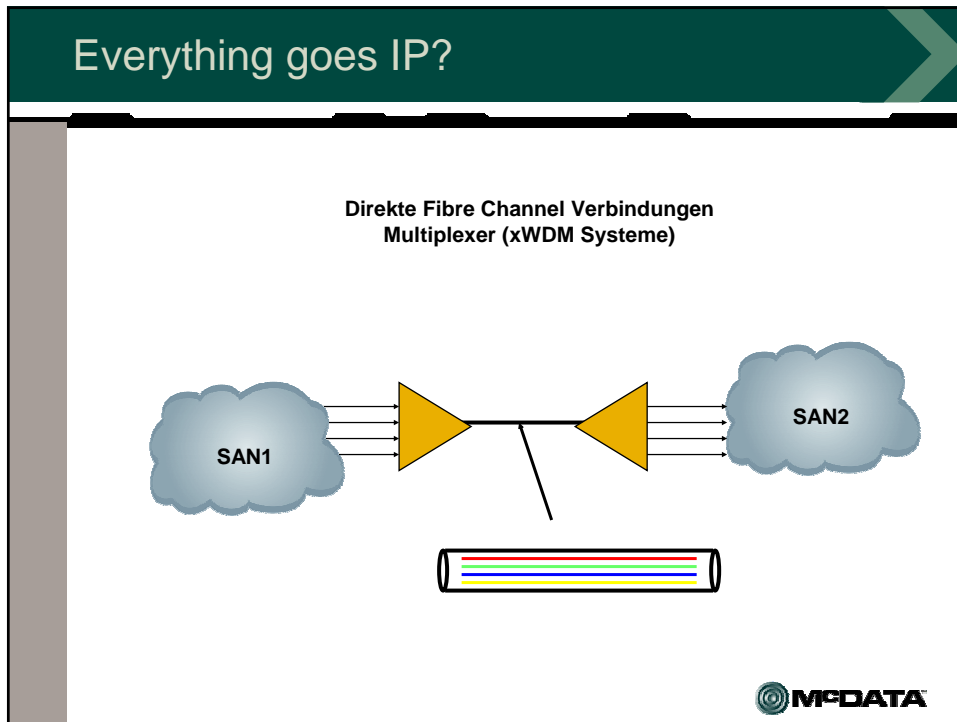 Everything goes IP?
Direkte Fibre Channel Verbindungen
Multiplexer (xWDM Systeme)
SAN1
SAN2
McDATA